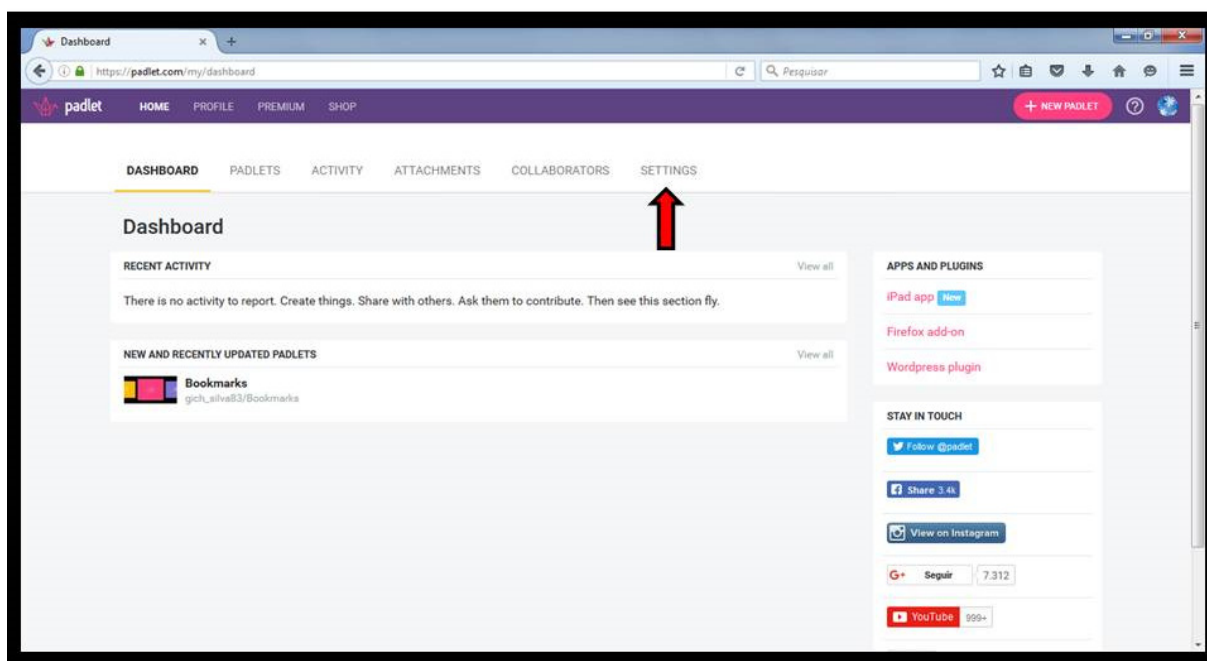 Dashboard
https://padlet.com/my/dashboard
Pesquisar
padlet HOME PROFILE PREMIUM SHOP + NEW PADLET
DASHBOARD PADLETS ACTIVITY ATTACHMENTS COLLABORATORS SETTINGS
Dashboard
RECENT ACTIVITY View all
There is no activity to report. Create things. Share with others. Ask them to contribute. Then see this section fly.
NEW AND RECENTLY UPDATED PADLETS View all
Bookmarks
gich_silva83/Bookmarks
APPS AND PLUGINS
iPad app New
Firefox add-on
Wordpress plugin
STAY IN TOUCH
Follow @padlet
Share 3.4k
View on Instagram
G+ Seguir 7.312
YouTube 999+